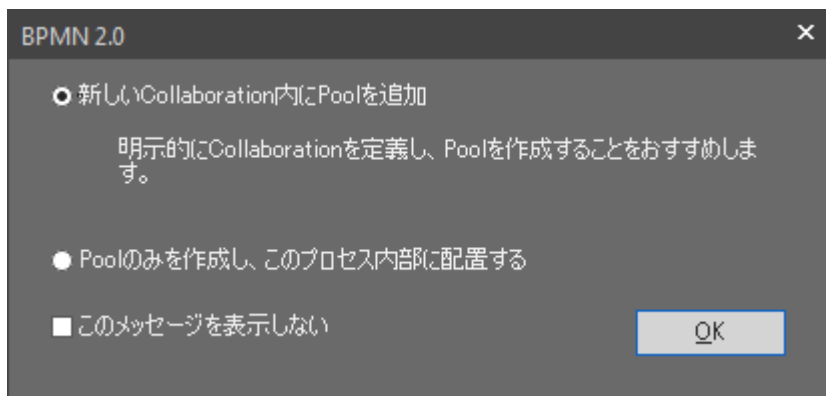 BPMN 2.0
新しいCollaboration内にPoolを追加
明示的にCollaborationを定義し、Poolを作成することをおすすめしま
す。
Poolのみを作成し、このプロセス内部に配置する
このメッセージを表示しない
OK